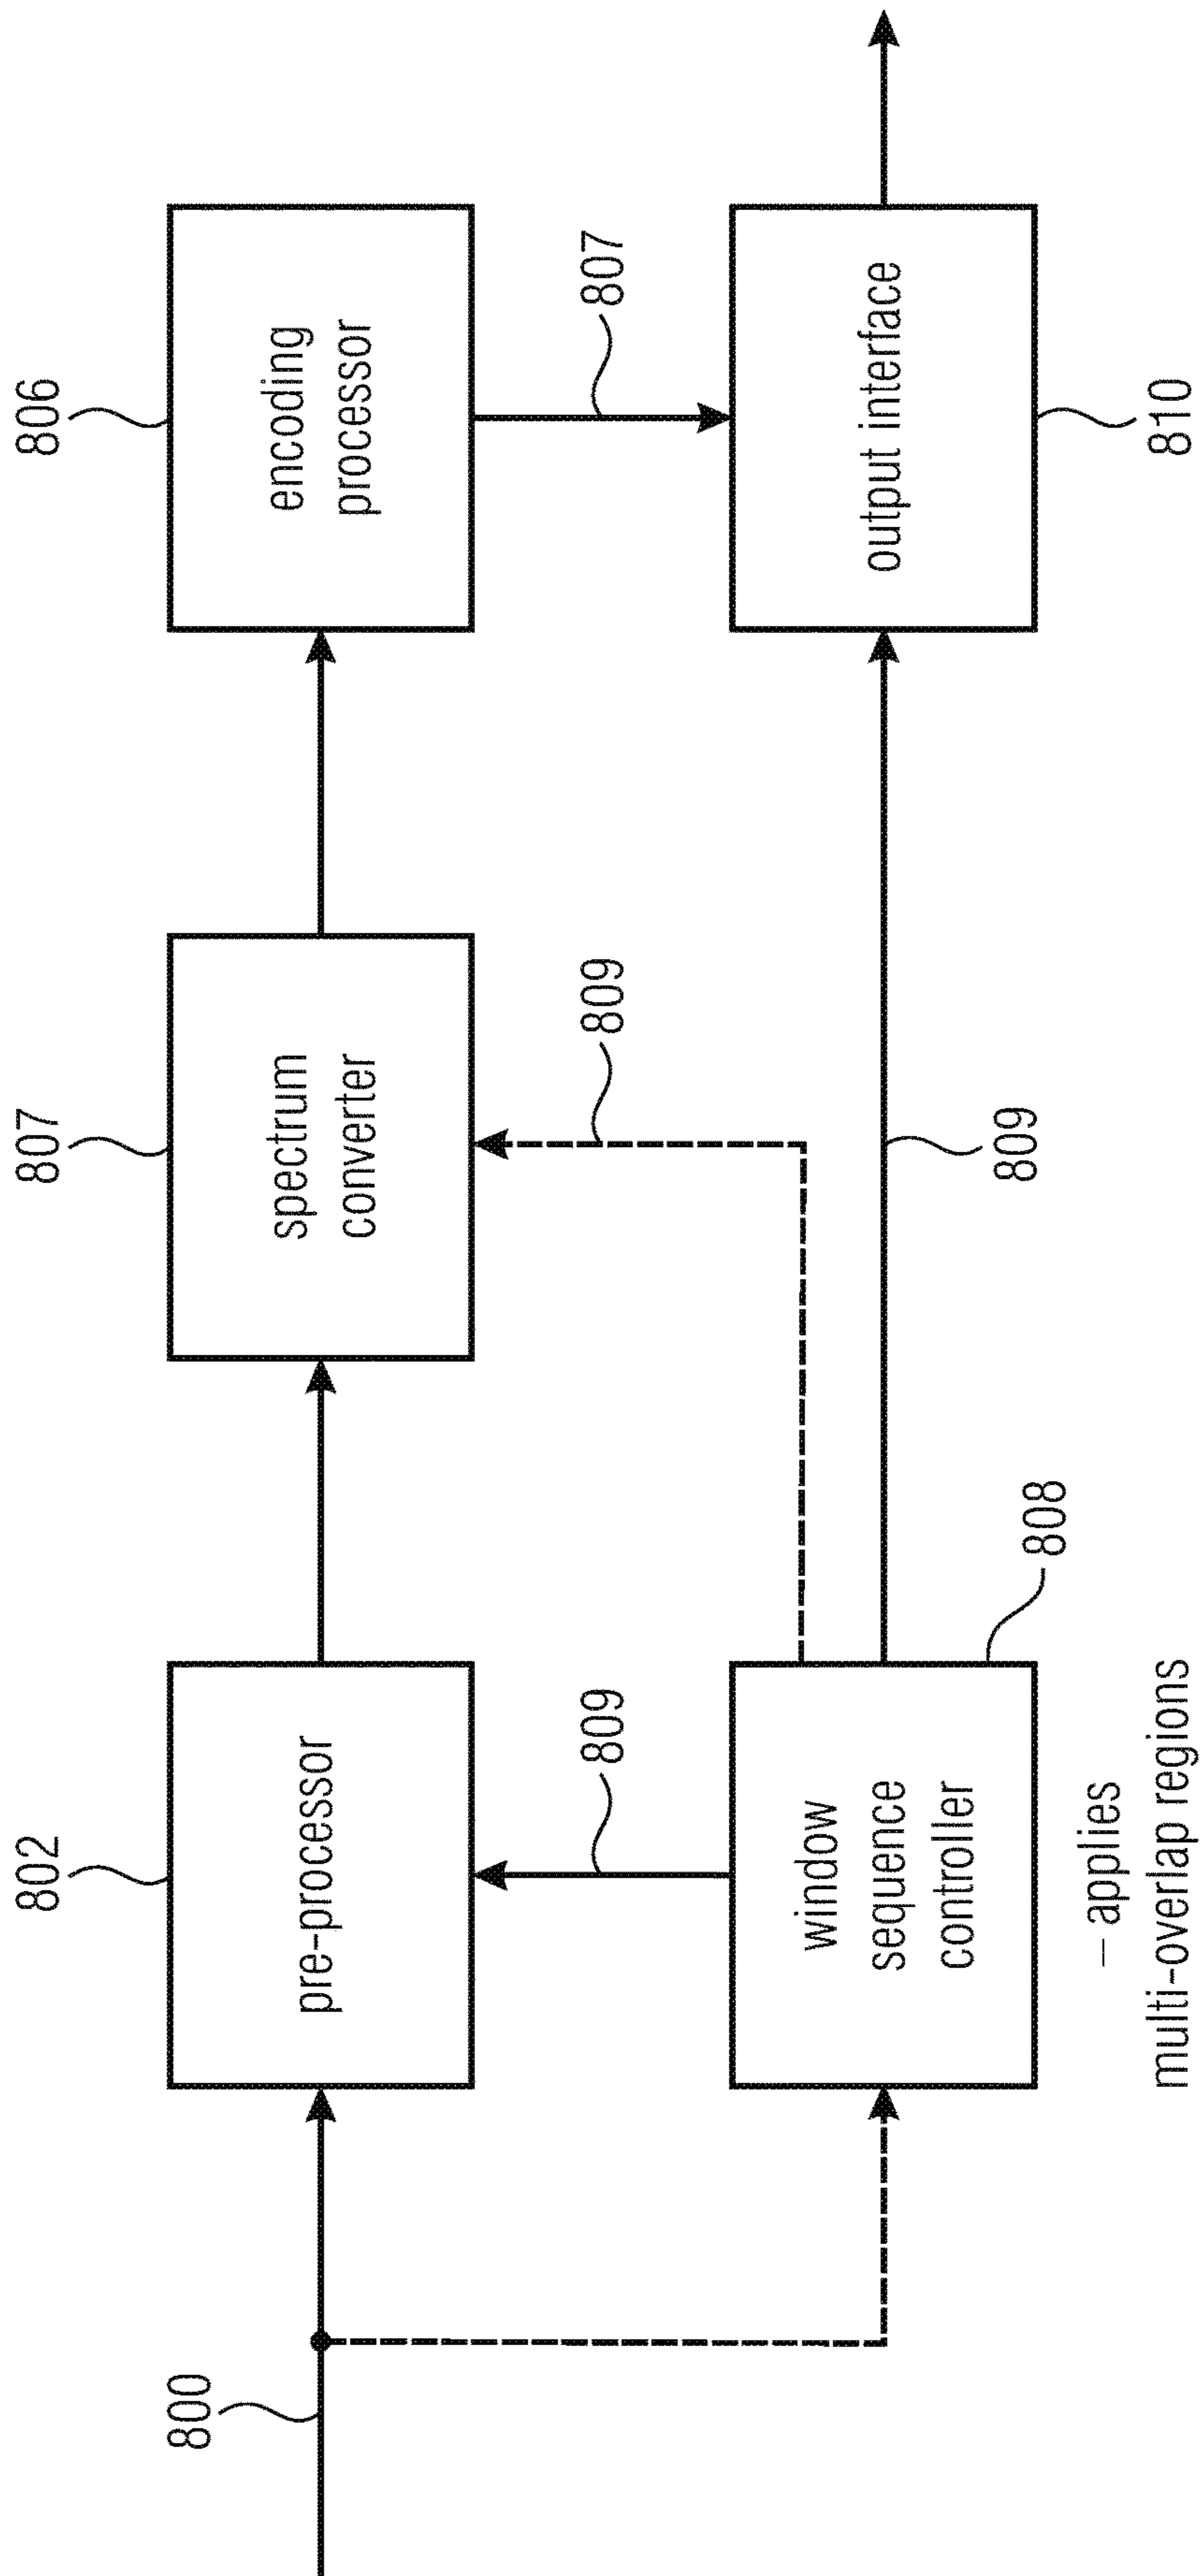 802
807
806
800
pre-processor
spectrum
converter
encoding
processor
809
809
807
window
sequence
controller
808
809
output interface
810
– applies
multi-overlap regions